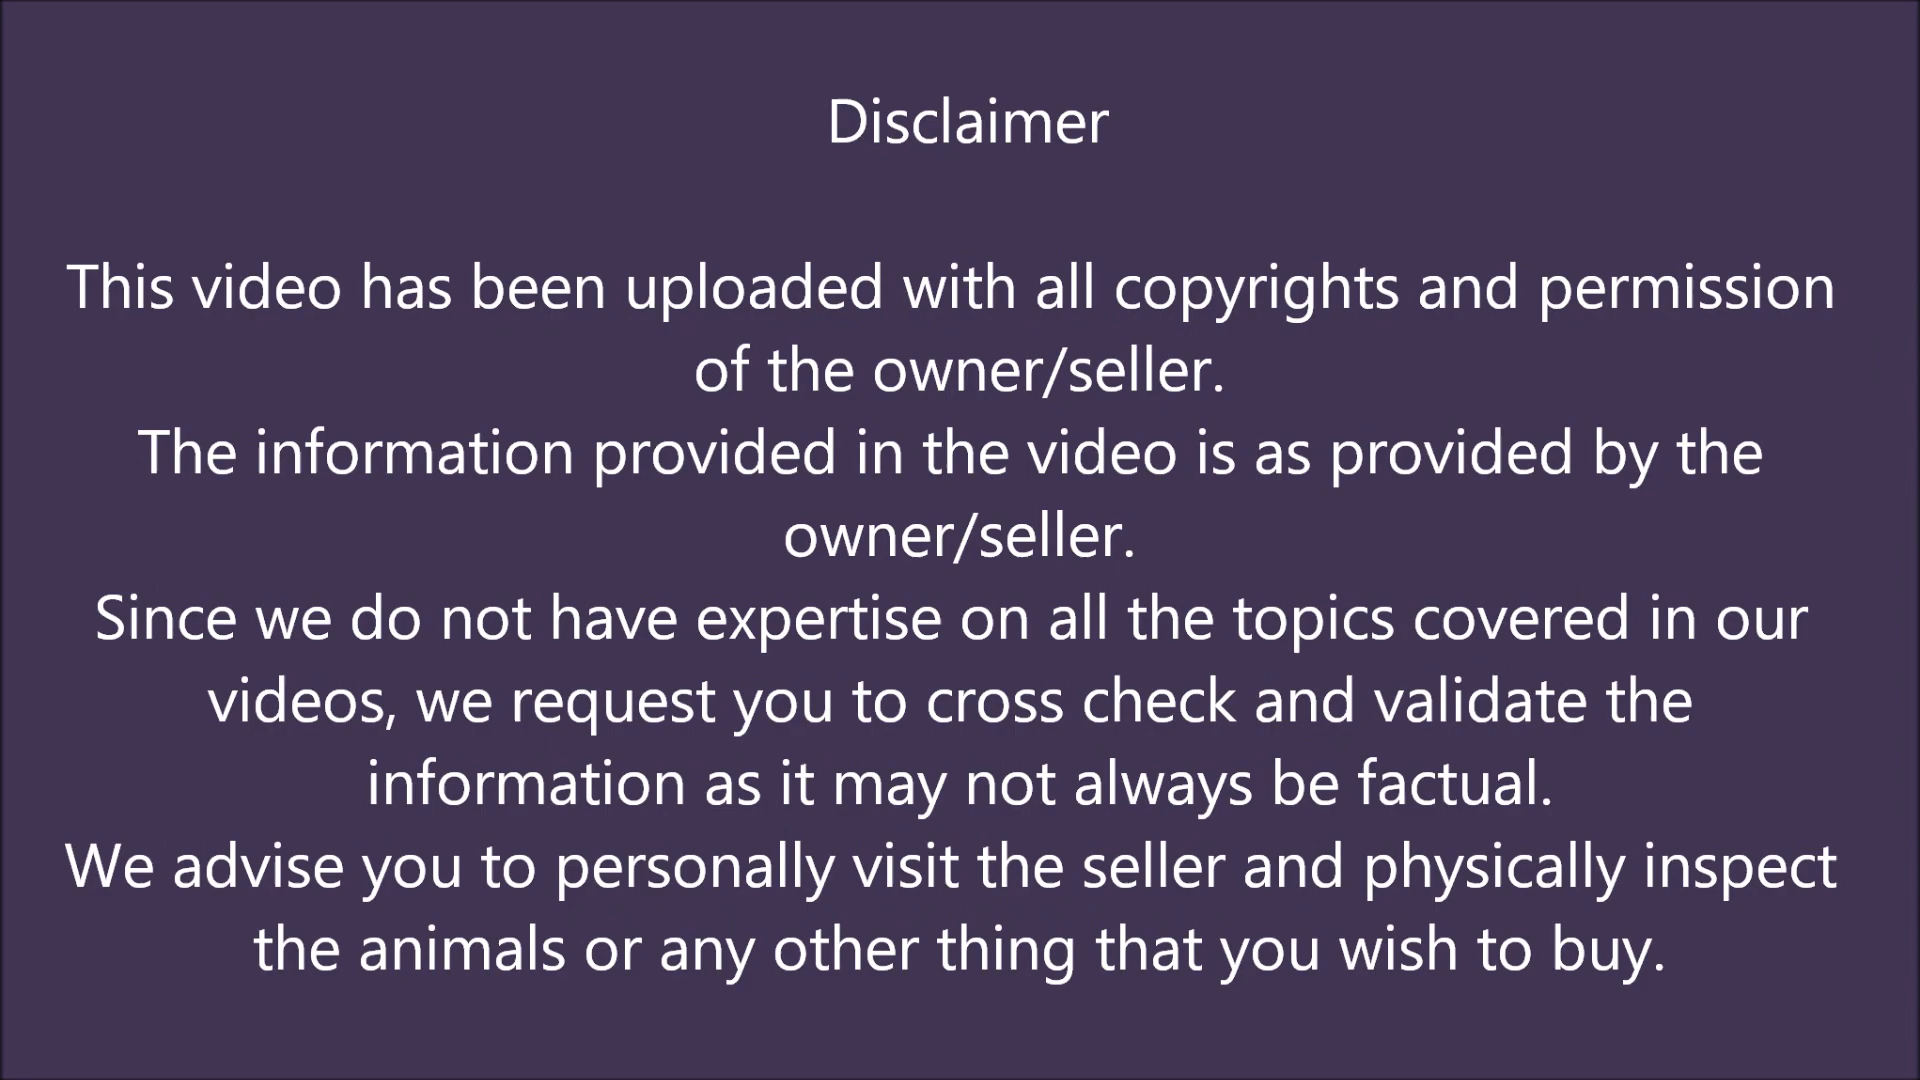 Disclaimer
This video has been uploaded with all copyrights and permission
of the owner/seller.
The information provided in the video is as provided by the
owner/seller.
Since we do not have expertise on all the topics covered in our
videos, we request you to cross check and validate the
information as it may not always be factual.
We advise you to personally visit the seller and physically inspect
the animals or any other thing that you wish to buy.